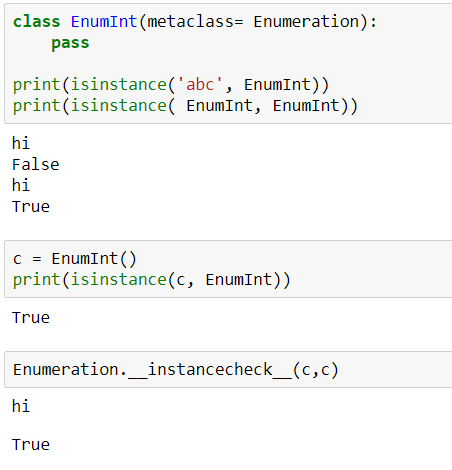 class EnumInt(metaclass= Enumeration):
    pass
print(isinstance('abc', EnumInt))
print(isinstance( EnumInt, EnumInt))
hi
False
hi
True
c = EnumInt()
print(isinstance(c, EnumInt))
True
Enumeration.__instancecheck__(c,c)
hi
True